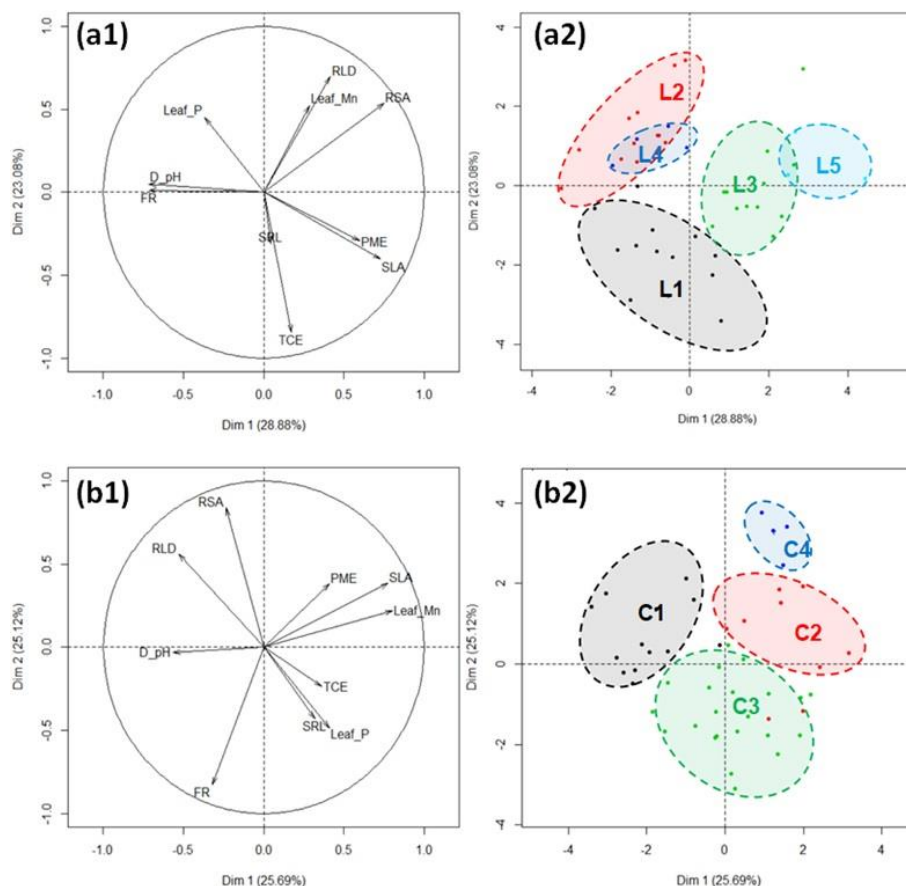 (a1)
RLD
Leaf_Mn
RSA
Leaf_P
D_pH
FR
SRL
PME
SLA
TCE
1.0
0.5
0.0
-0.5
-1.0
Dim 2 (23.08%)
-1.0 -0.5 0.0 0.5 1.0
Dim 1 (28.88%)
(a2)
L2
L4
L3
L5
L1
4
2
0
-2
-4
Dim 2 (23.08%)
-4 -2 0 2 4
Dim 1 (28.88%)
(b1)
RSA
RLD
PME
SLA
Leaf_Mn
D_pH
TCE
SRL
Leaf_P
FR
1.0
0.5
0.0
-0.5
-1.0
Dim 2 (25.12%)
-1.0 -0.5 0.0 0.5 1.0
Dim 1 (25.69%)
(b2)
C4
C1
C2
C3
4
2
0
-2
-4
Dim 2 (25.12%)
-4 -2 0 2 4
Dim 1 (25.69%)